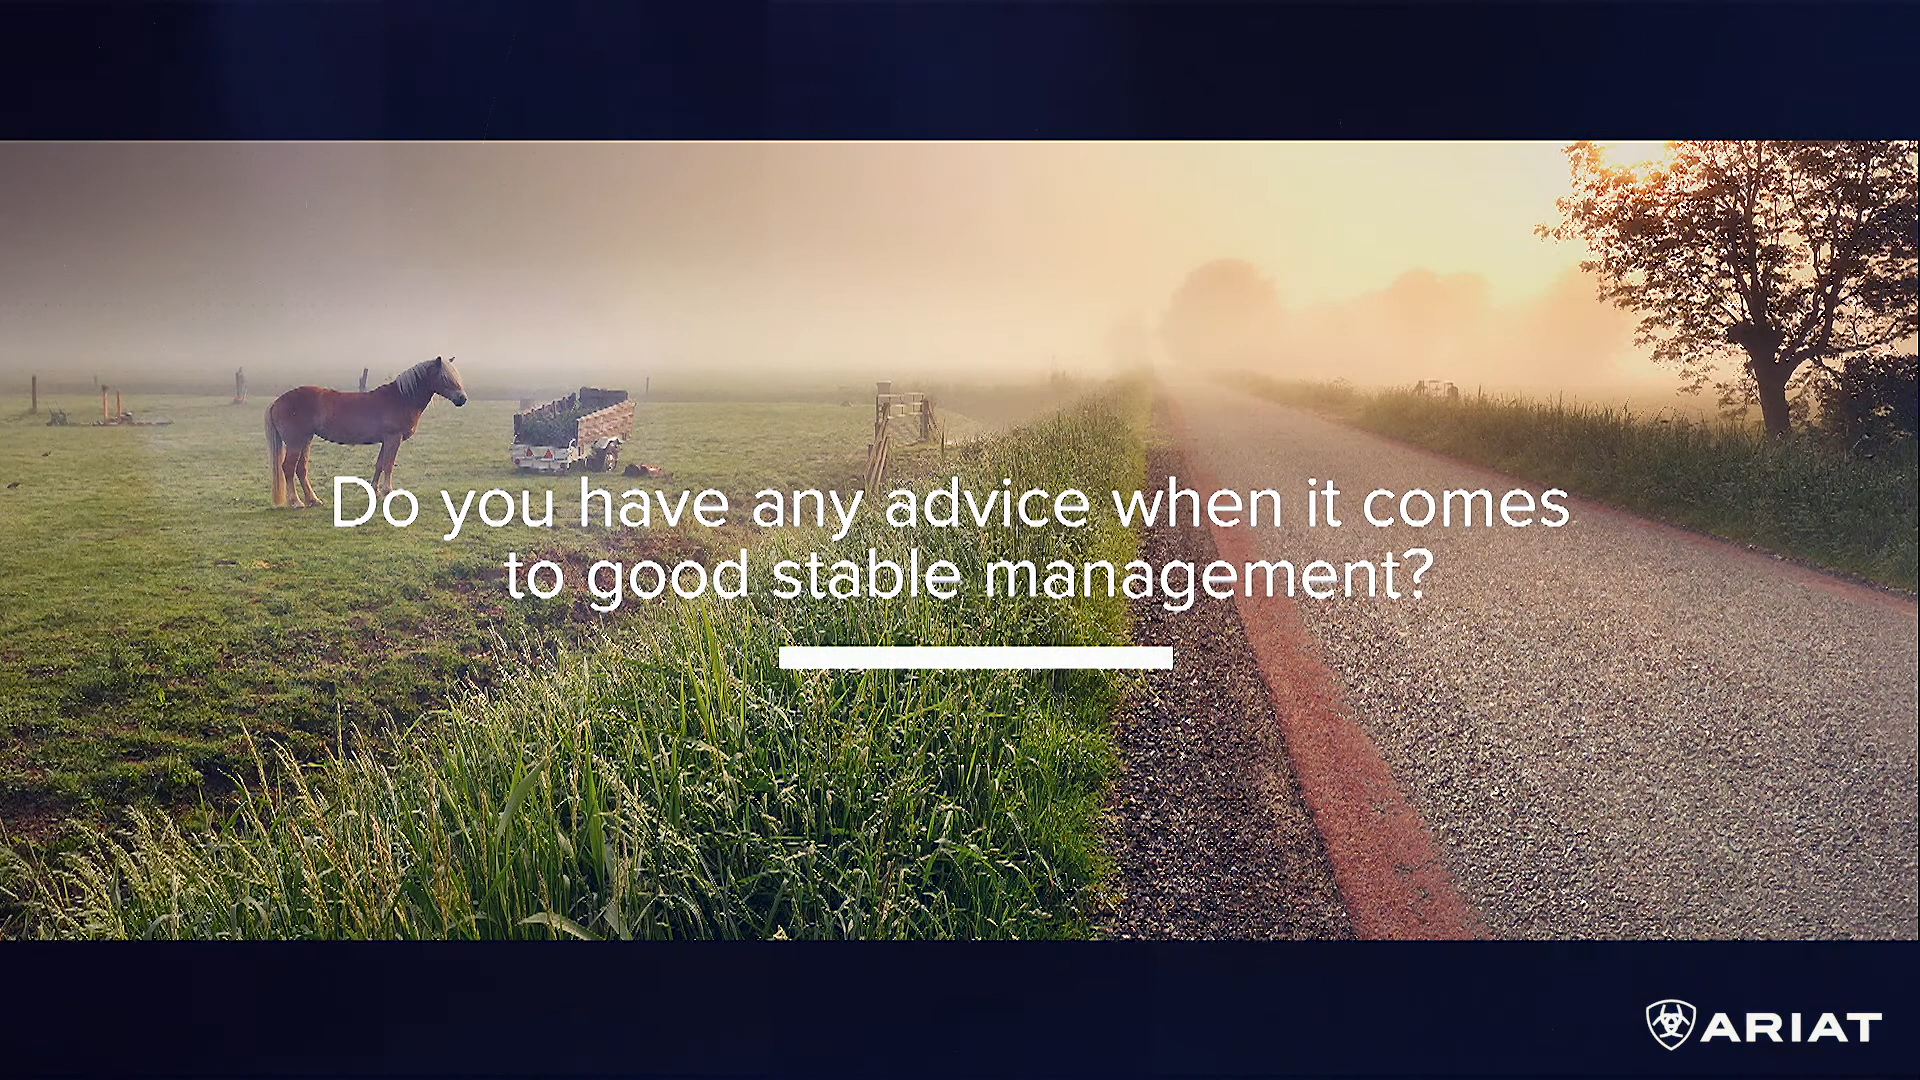 Do you have any advice when it comes
to good stable management?
ARIAT